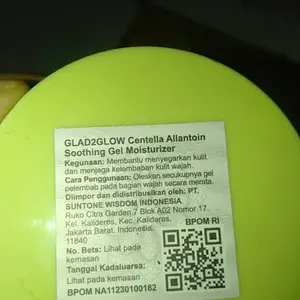 GLAD2GLOW Centella Allantoin
Soothing Gel Moisturizer
Kegunaan: Membantu menyegarkan kulit
dan menjaga kelembaban kulit wajah.
Cara Penggunaan: Oleskan secukupnya gel
pelembab pada bagian wajah secara merata.
Diimpor dan didistribusikan oleh: PT.
SUNTONE WISDOM INDONESIA
Ruko Citra Garden 7 Blok A02 Nomor 17
Kel. Kalideres, Kec. Kalideres,
Jakarta Barat, Indonesia,
11840
BPOM RI
No. Bets: Lihat pada
kemasan
Tanggal Kadaluarsa:
Lihat pada kemasan
BPOM NA11230100182